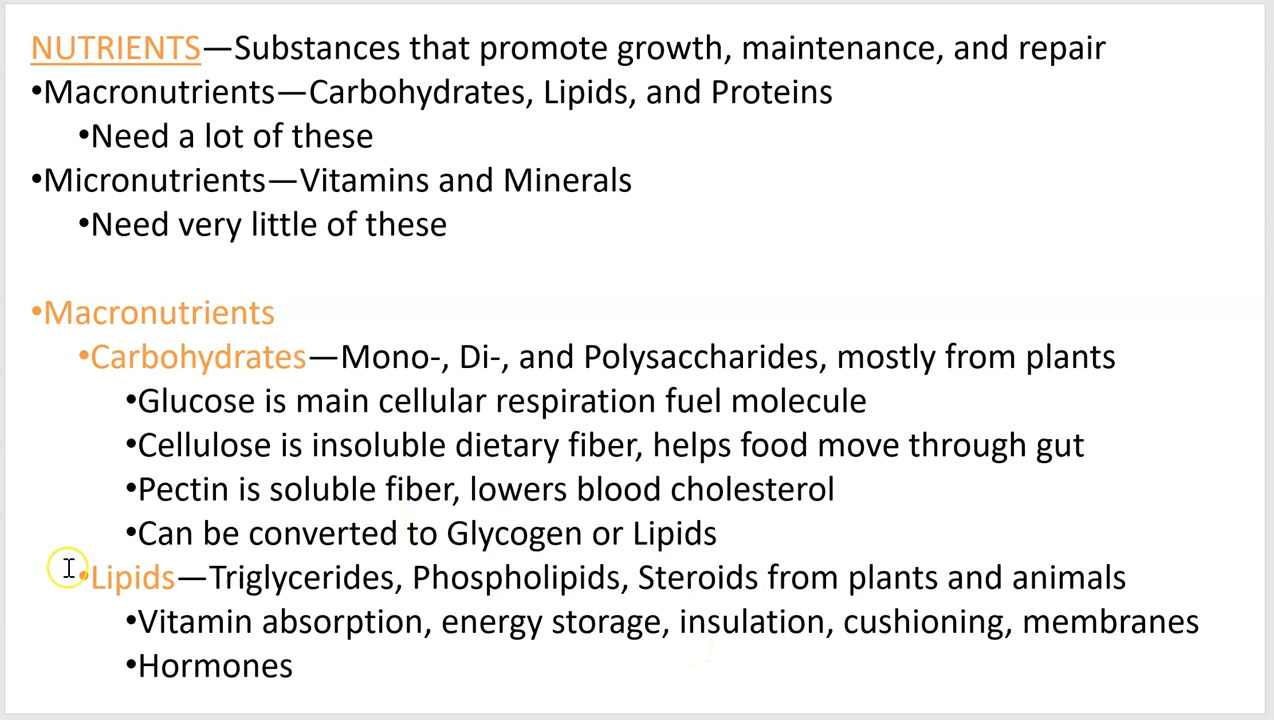 NUTRIENTS—Substances that promote growth, maintenance, and repair
•Macronutrients—Carbohydrates, Lipids, and Proteins
•Need a lot of these
•Micronutrients—Vitamins and Minerals
•Need very little of these
•Macronutrients
•Carbohydrates—Mono-, Di-, and Polysaccharides, mostly from plants
•Glucose is main cellular respiration fuel molecule
•Cellulose is insoluble dietary fiber, helps food move through gut
•Pectin is soluble fiber, lowers blood cholesterol
•Can be converted to Glycogen or Lipids
•Lipids—Triglycerides, Phospholipids, Steroids from plants and animals
•Vitamin absorption, energy storage, insulation, cushioning, membranes
•Hormones